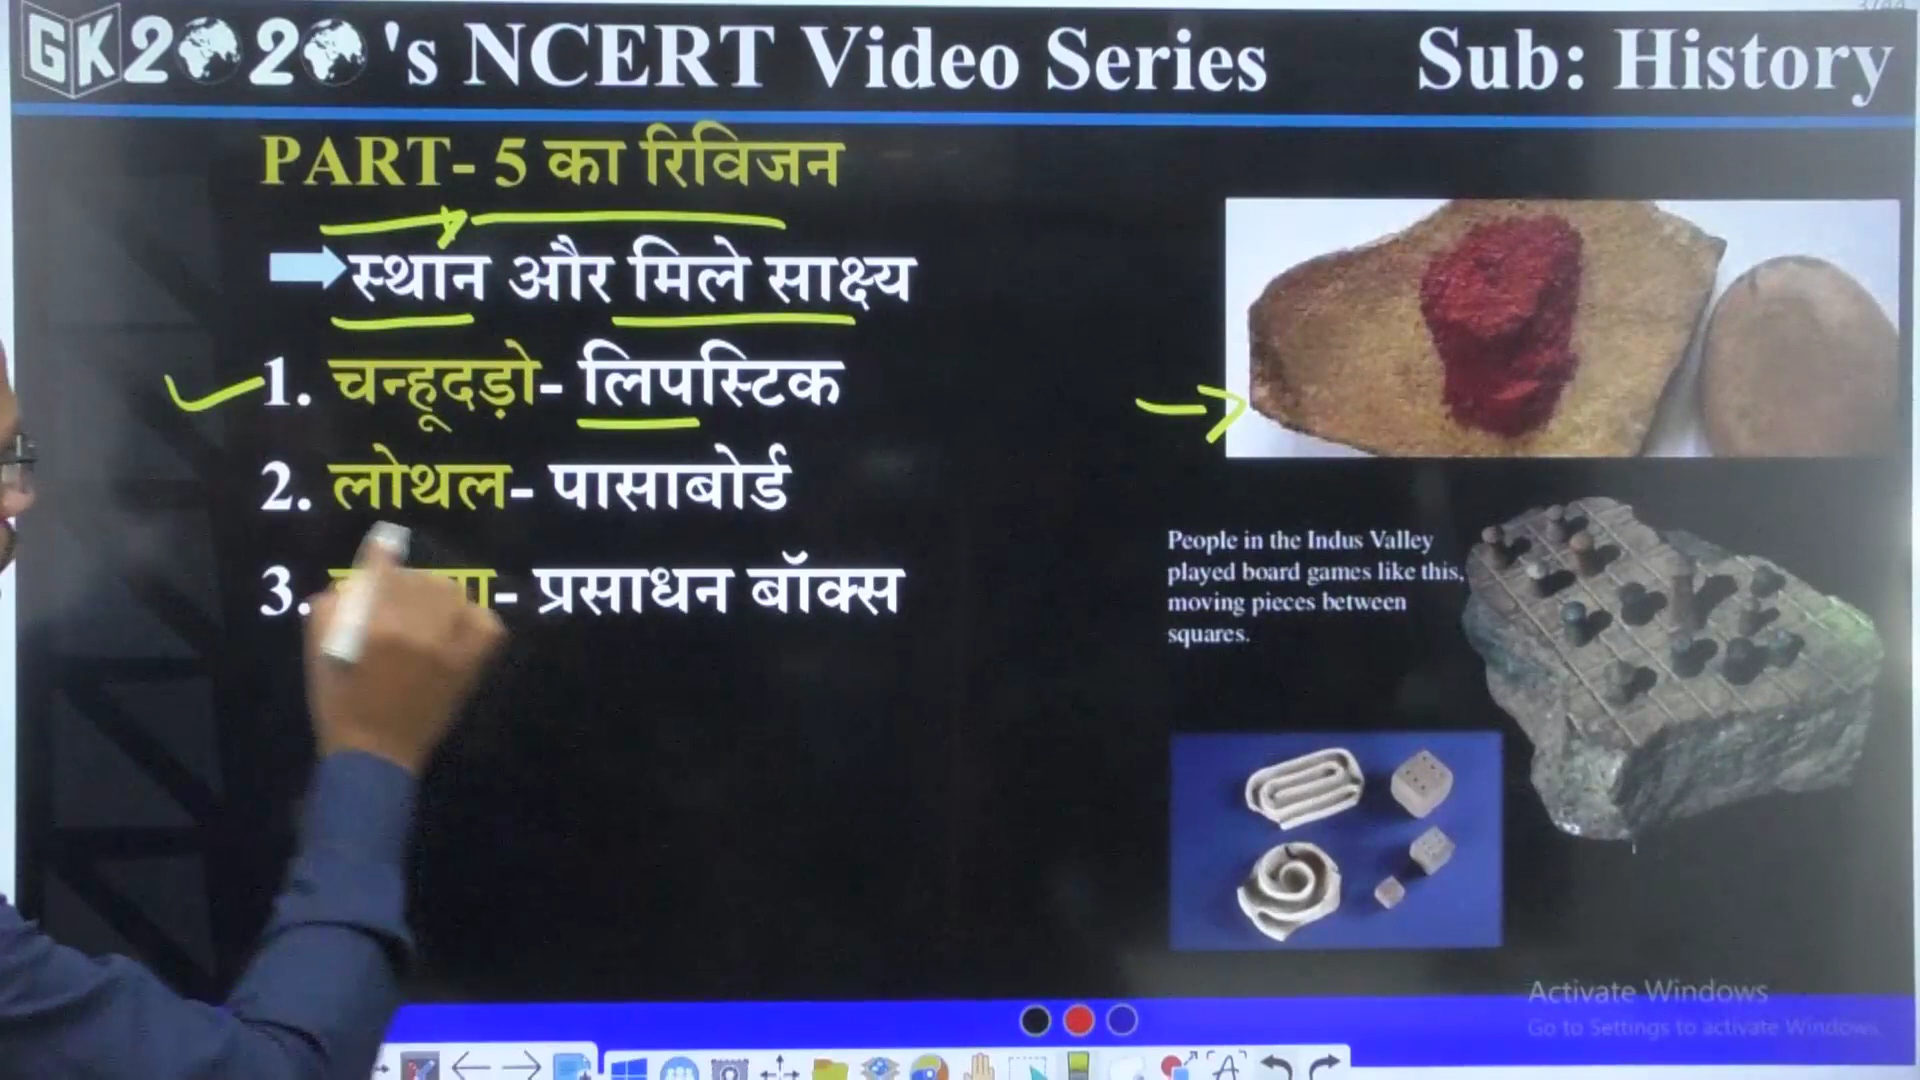 GK2020's NCERT Video Series Sub: History
PART- 5 का रिविजन
स्थान और मिले साक्ष्य
1. चन्हूदड़ो- लिपस्टिक
2. लोथल- पासाबोर्ड
3. - प्रसाधन बॉक्स
People in the Indus Valley
played board games like this,
moving pieces between
squares.
Activate Windows
Go to Settings to activate Windows.